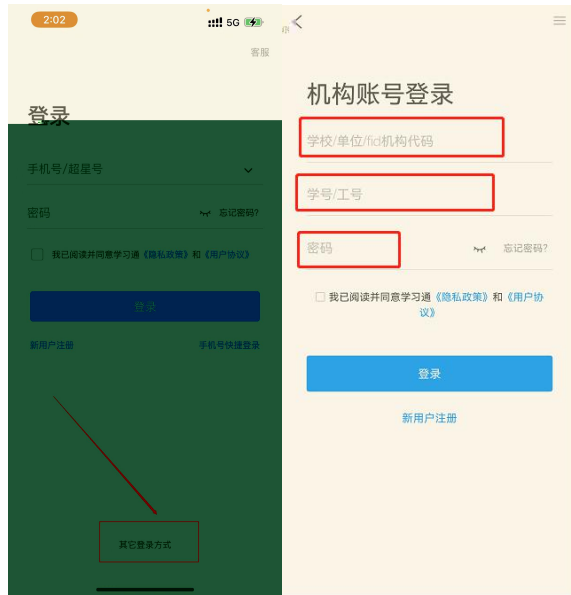 2:02
5G
客服
登录
手机号/超星号
密码
忘记密码?
我已阅读并同意学习通《隐私政策》和《用户协议》
登录
新用户注册
手机号快捷登录
其它登录方式
机构账号登录
学校/单位/fid机构代码
学号/工号
密码
忘记密码?
我已阅读并同意学习通《隐私政策》和《用户协
议》
登录
新用户注册